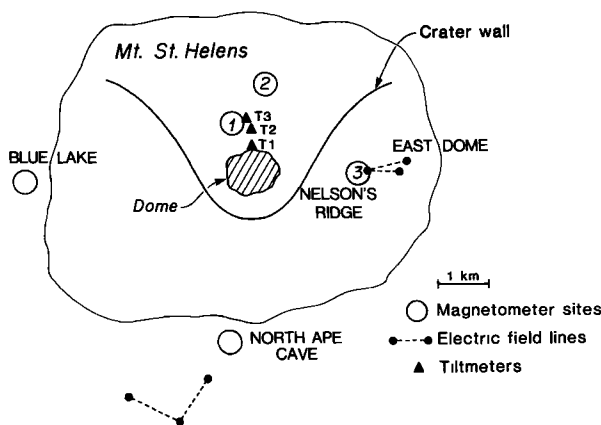 Mt. St. Helens
Crater wall
2
1
T3
T2
T1
BLUE LAKE
EAST DOME
3
NELSON'S
RIDGE
Dome
1 km
Magnetometer sites
NORTH APE
CAVE
Electric field lines
Tiltmeters